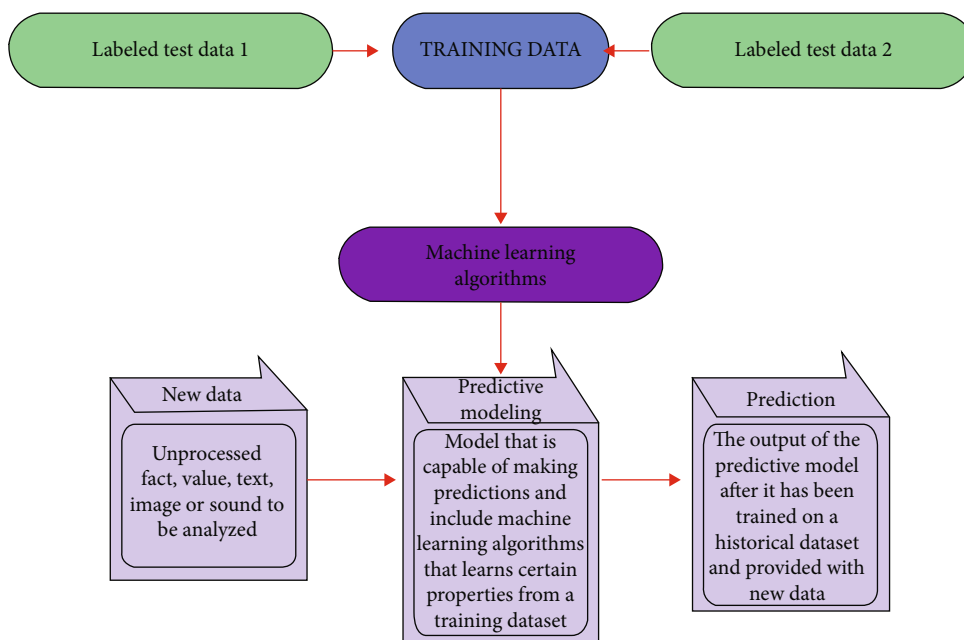 Labeled test data 1
TRAINING DATA
Labeled test data 2
Machine learning
algorithms
New data
Unprocessed
fact, value, text,
image or sound to
be analyzed
Predictive
modeling
Model that is
capable of making
predictions and
include machine
learning algorithms
that learns certain
properties from a
training dataset
Prediction
The output of the
predictive model
after it has been
trained on a
historical dataset
and provided with
new data